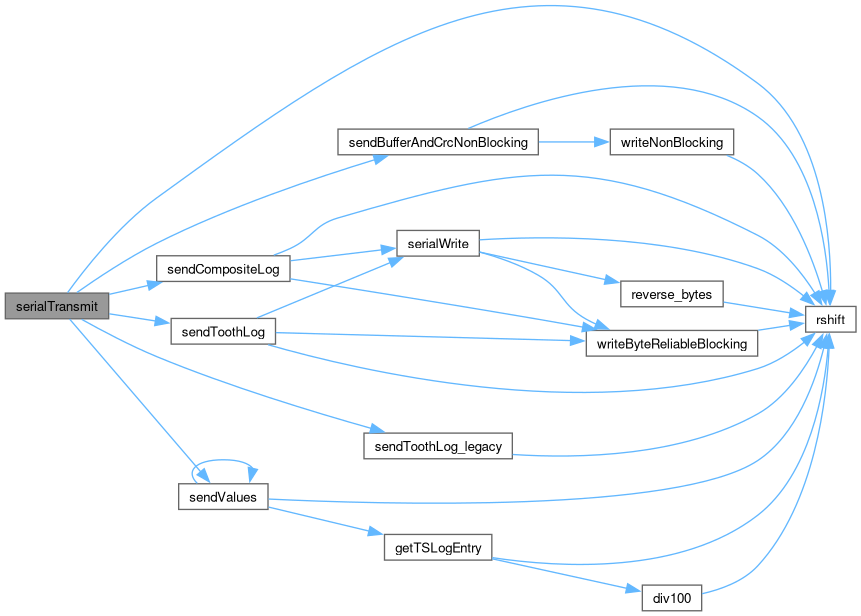 serialTransmit
sendBufferAndCrcNonBlocking
writeNonBlocking
sendCompositeLog
serialWrite
reverse_bytes
rshift
sendToothLog
writeByteReliableBlocking
sendToothLog_legacy
sendValues
getTSLogEntry
div100